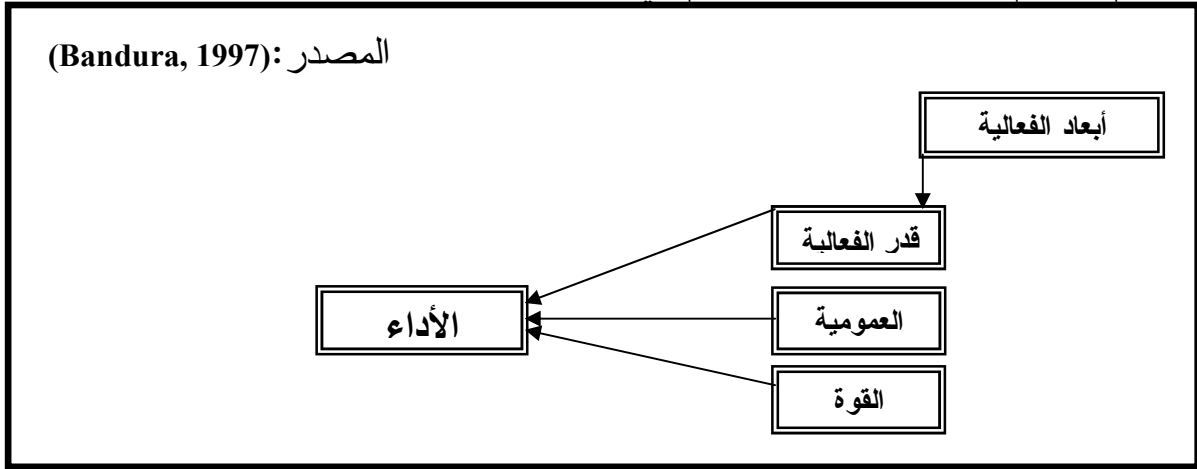 المصدر :(Bandura, 1997)
أبعاد الفعالية
قدر الفعالية
العمومية
الأداء
القوة